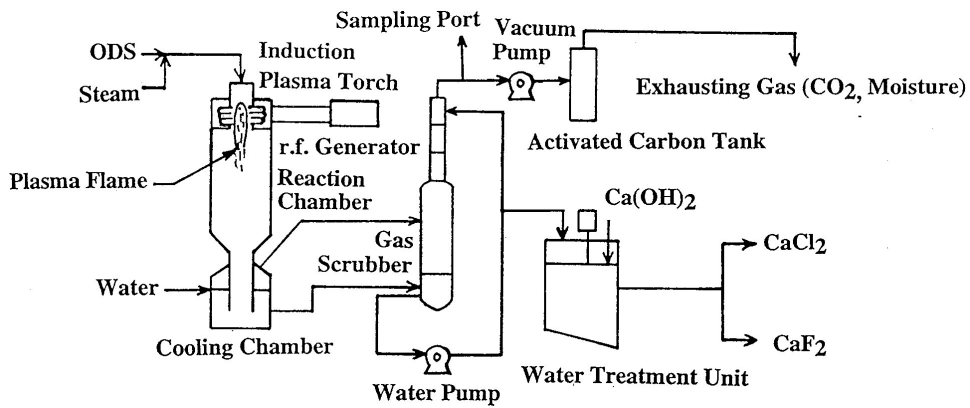 Sampling Port
Vacuum
Pump
ODS
Induction
Plasma Torch
Steam
Exhausting Gas (CO2, Moisture)
Activated Carbon Tank
r.f. Generator
Plasma Flame
Reaction
Chamber
Ca(OH)2
Gas
Scrubber
CaCl2
Water
CaF2
Cooling Chamber
Water Pump
Water Treatment Unit